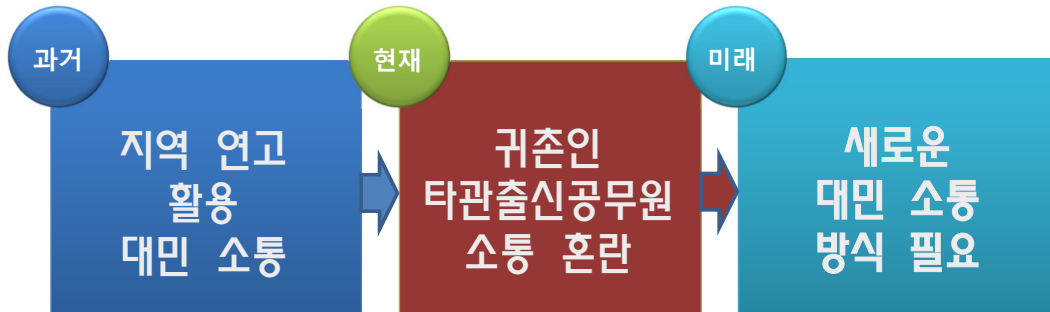 과거
지역 연고
활용
대민 소통
현재
귀촌인
타관출신공무원
소통 혼란
미래
새로운
대민 소통
방식 필요